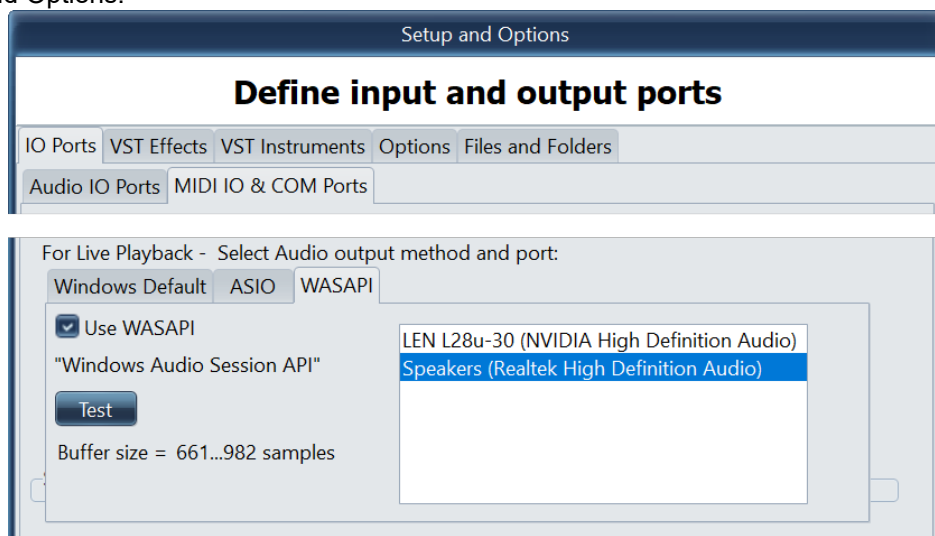 d Options.
Setup and Options
Define input and output ports
IO Ports VST Effects VST Instruments Options Files and Folders
Audio IO Ports MIDI IO & COM Ports
For Live Playback - Select Audio output method and port:
Windows Default ASIO WASAPI
Use WASAPI
"Windows Audio Session API"
Test
Buffer size = 661...982 samples
LEN L28u-30 (NVIDIA High Definition Audio)
Speakers (Realtek High Definition Audio)